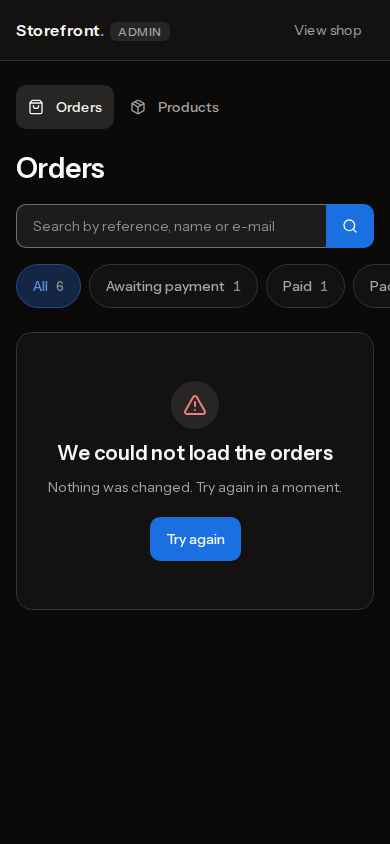 Storefront. ADMIN View shop
Orders Products
Orders
Search by reference, name or e-mail
All 6 Awaiting payment 1 Paid 1 Pac
We could not load the orders
Nothing was changed. Try again in a moment.
Try again